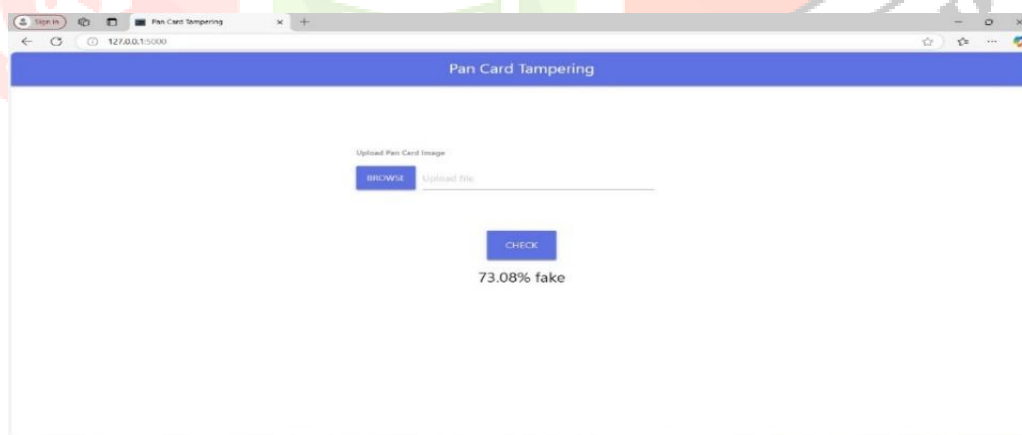 Sign in
Pan Card Tampering
127.0.0.1:5000
Pan Card Tampering
Upload Pan Card Image
BROWSE Upload file
CHECK
73.08% fake